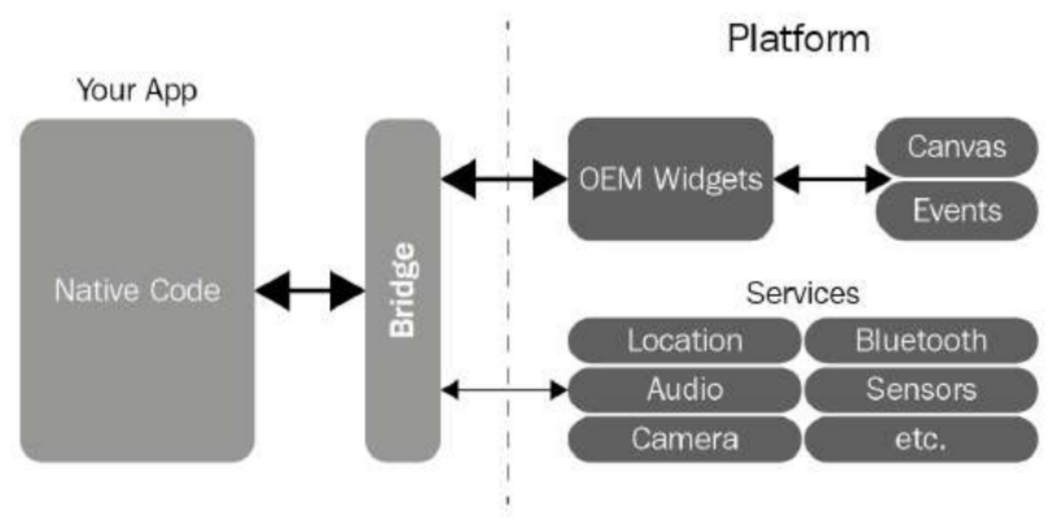 Platform
Your App
Native Code
Bridge
OEM Widgets
Canvas
Events
Services
Location
Bluetooth
Audio
Sensors
Camera
etc.